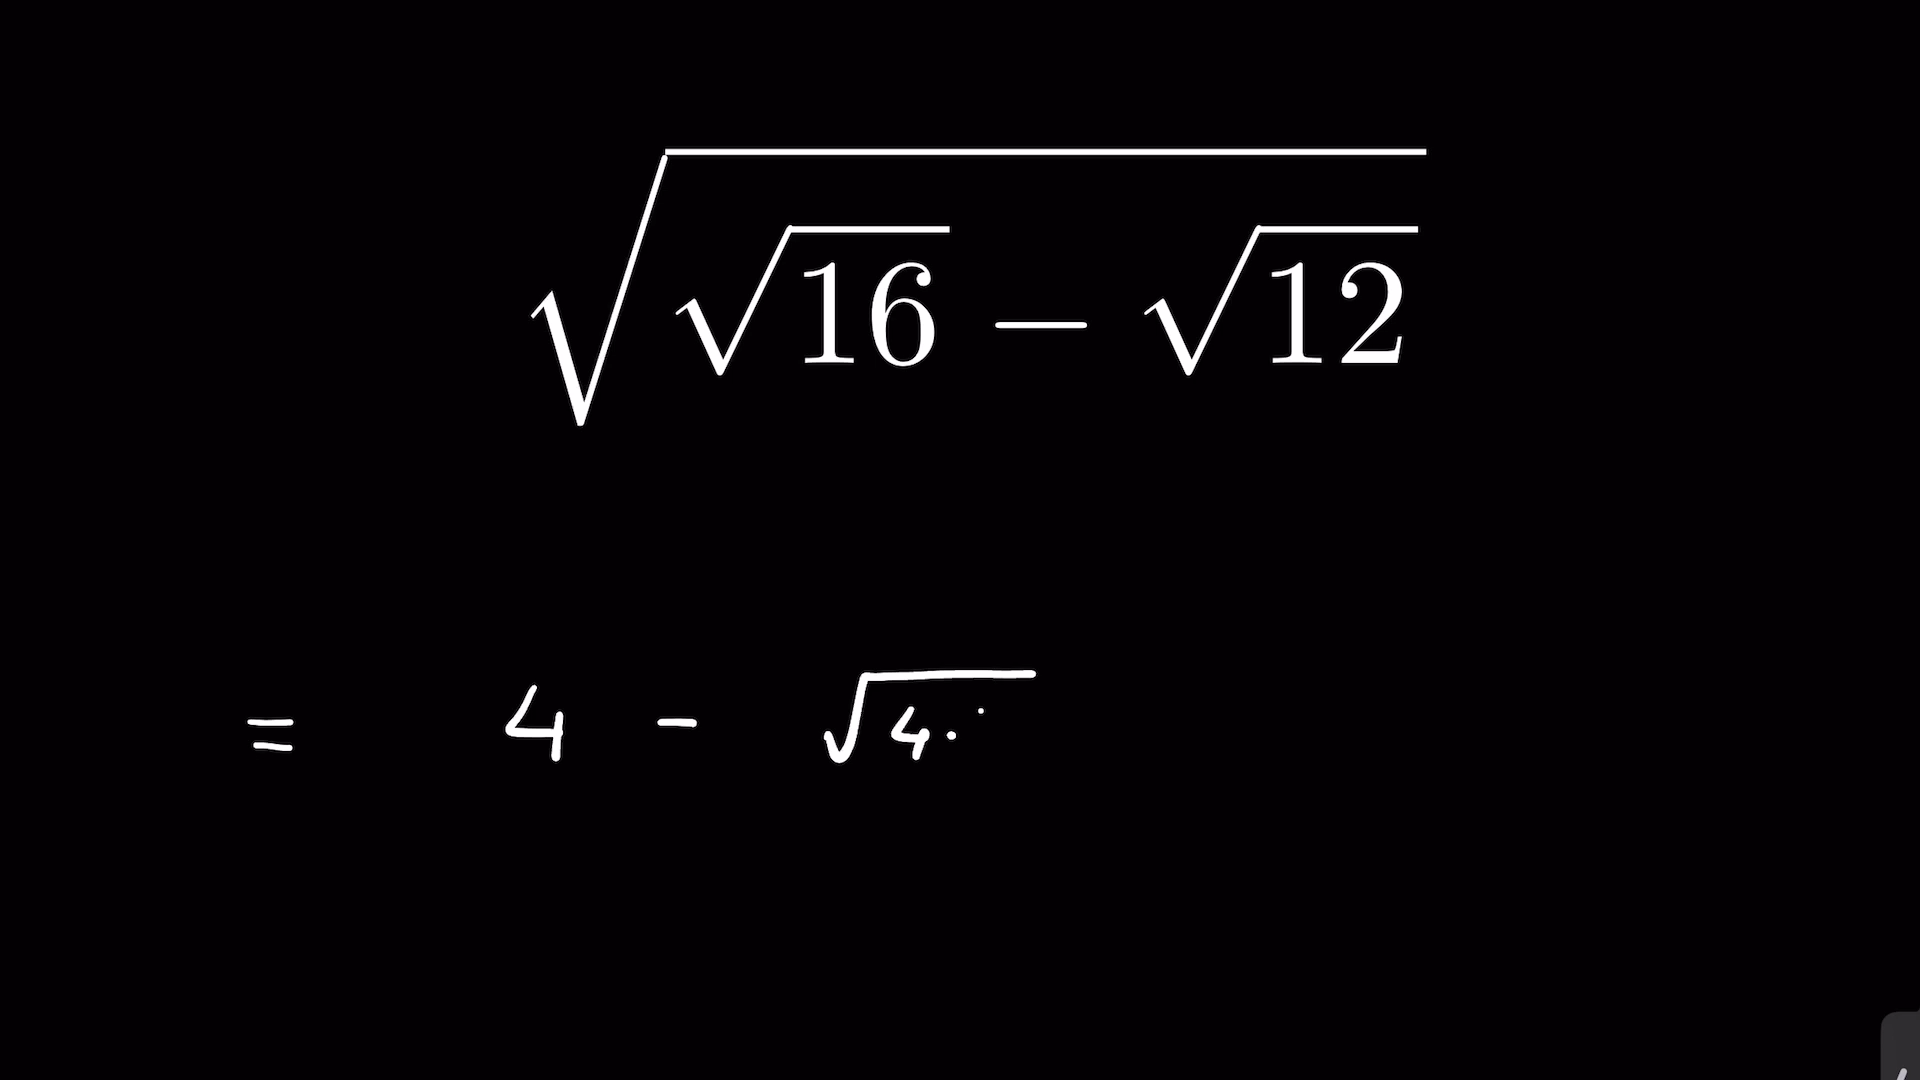 √(√16 − √12)
= 4 - √(4·